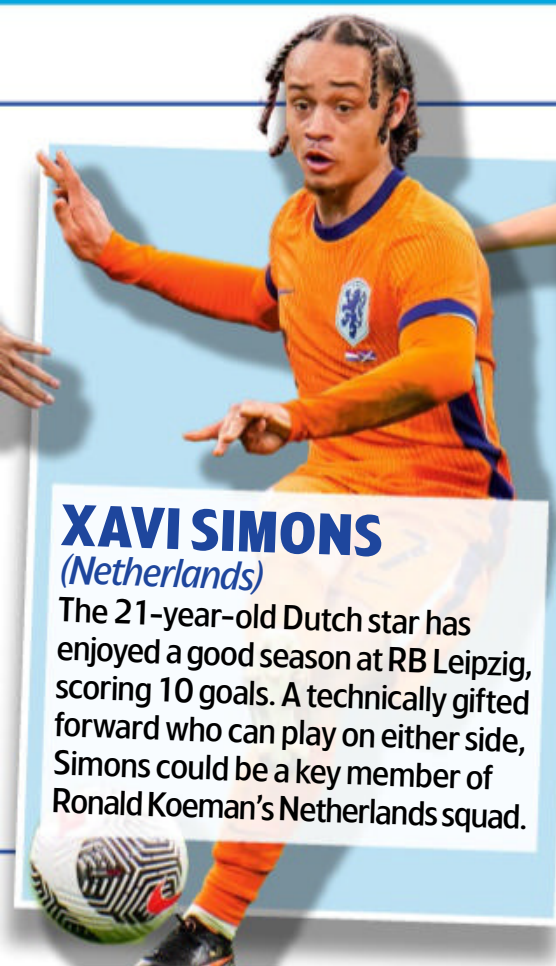 XAVI SIMONS
(Netherlands)
The 21-year-old Dutch star has
enjoyed a good season at RB Leipzig,
scoring 10 goals. A technically gifted
forward who can play on either side,
Simons could be a key member of
Ronald Koeman's Netherlands squad.